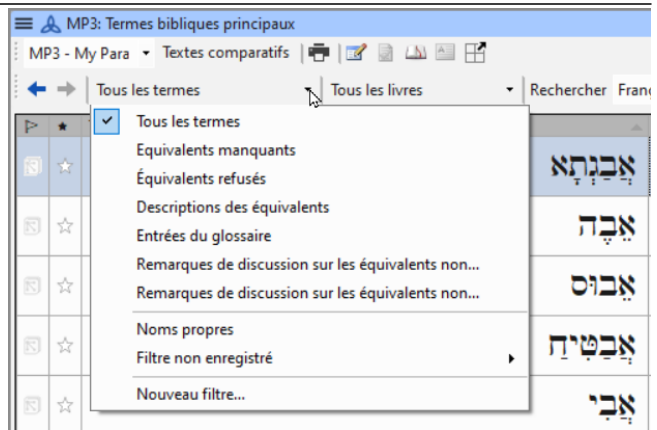 MP3: Termes bibliques principaux
MP3 - My Para Textes comparatifs
Tous les termes Tous les livres Rechercher Franç
Tous les termes
Equivalents manquants
Équivalents refusés
Descriptions des équivalents
Entrées du glossaire
Remarques de discussion sur les équivalents non...
Remarques de discussion sur les équivalents non...
Noms propres
Filtre non enregistré
Nouveau filtre...
אֲבַגְתָא
אֵבֶה
אֵבוּס
אֲבַטִּיחַ
אֲבִי